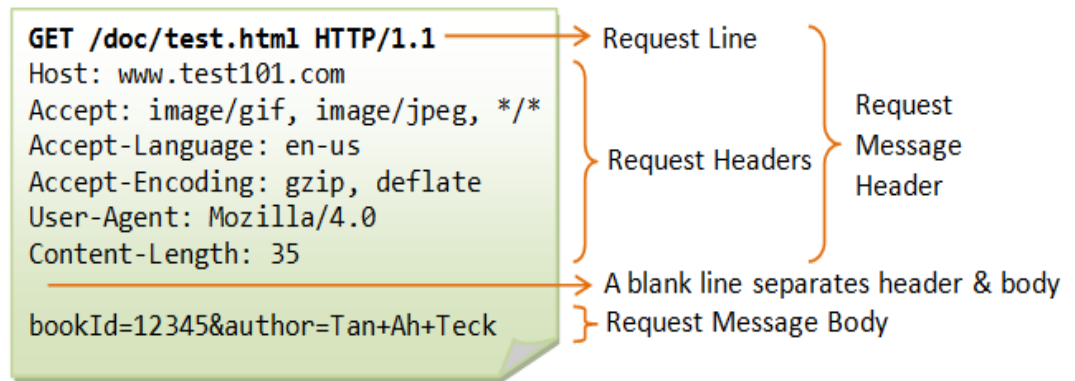 GET /doc/test.html HTTP/1.1
Request Line
Host: www.test101.com
Accept: image/gif, image/jpeg, */*
Accept-Language: en-us
Accept-Encoding: gzip, deflate
User-Agent: Mozilla/4.0
Content-Length: 35
Request Headers
Request
Message
Header
A blank line separates header & body
bookId=12345&author=Tan+Ah+Teck
Request Message Body